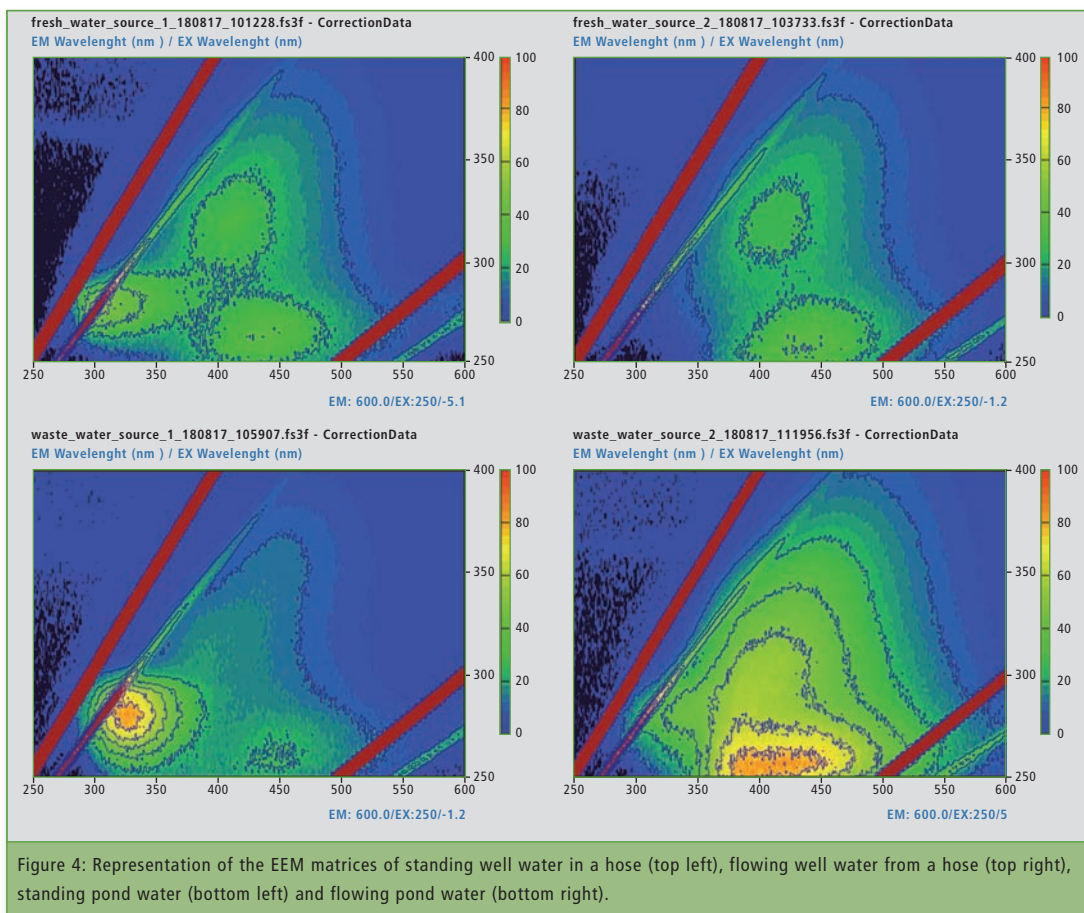 fresh_water_source_1_180817_101228.fs3f - CorrectionData
EM Wavelenght (nm ) / EX Wavelenght (nm)
400
350
300
250
100
80
60
40
20
0
250 300 350 400 450 500 550 600
EM: 600.0/EX:250/-5.1
fresh_water_source_2_180817_103733.fs3f - CorrectionData
EM Wavelenght (nm ) / EX Wavelenght (nm)
400
350
300
250
100
80
60
40
20
0
250 300 350 400 450 500 550 600
EM: 600.0/EX:250/-1.2
waste_water_source_1_180817_105907.fs3f - CorrectionData
EM Wavelenght (nm ) / EX Wavelenght (nm)
400
350
300
250
100
80
60
40
20
0
250 300 350 400 450 500 550 600
EM: 600.0/EX:250/-1.2
waste_water_source_2_180817_111956.fs3f - CorrectionData
EM Wavelenght (nm ) / EX Wavelenght (nm)
400
350
300
250
100
80
60
40
20
0
250 300 350 400 450 500 550 600
EM: 600.0/EX:250/5
Figure 4: Representation of the EEM matrices of standing well water in a hose (top left), flowing well water from a hose (top right),
standing pond water (bottom left) and flowing pond water (bottom right).